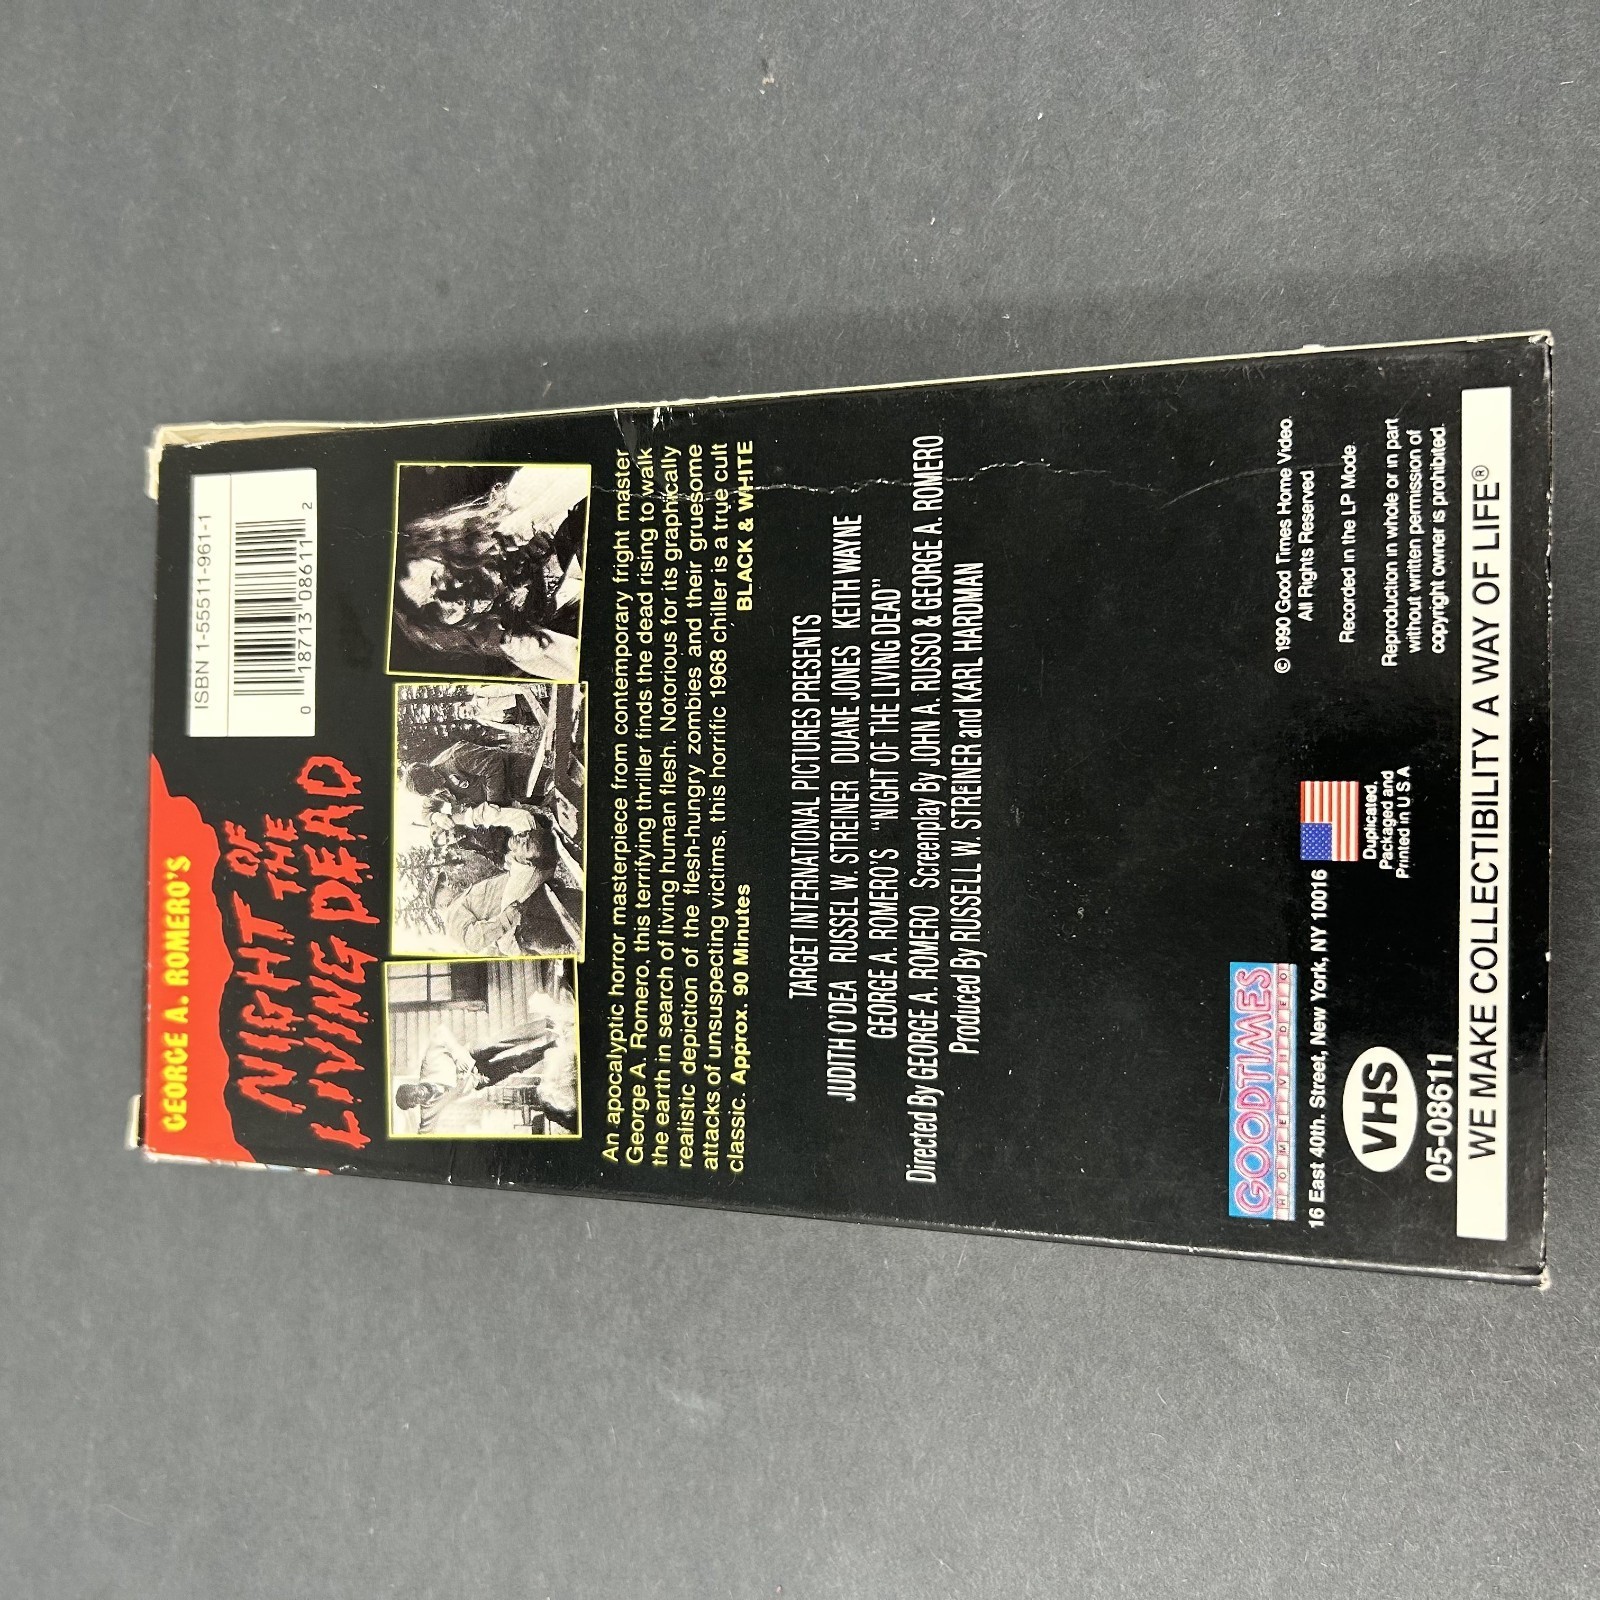 GEORGE A. ROMERO'S
NIGHT OF
THE
LIVING DEAD
ISBN 1-55511-961-1
0 18713 08611 2
An apocalyptic horror masterpiece from contemporary fright master
George A. Romero, this terrifying thriller finds the dead rising to walk
the earth in search of living human flesh. Notorious for its graphically
realistic depiction of the flesh-hungry zombies and their gruesome
attacks of unsuspecting victims, this horrific 1968 chiller is a true cult
classic. Approx. 90 Minutes BLACK & WHITE
TARGET INTERNATIONAL PICTURES PRESENTS
JUDITH O'DEA RUSSEL W. STREINER DUANE JONES KEITH WAYNE
GEORGE A. ROMERO'S "NIGHT OF THE LIVING DEAD"
Directed By GEORGE A. ROMERO Screenplay By JOHN A. RUSSO & GEORGE A. ROMERO
Produced By RUSSELL W. STREINER and KARL HARDMAN
GOODTIMES
HOME VIDEO
16 East 40th. Street, New York, NY 10016
VHS
05-08611
Duplicated,
Packaged and
Printed in U S A
© 1990 Good Times Home Video.
All Rights Reserved
Recorded in the LP Mode.
Reproduction in whole or in part
without written permission of
copyright owner is prohibited.
WE MAKE COLLECTIBILITY A WAY OF LIFE®